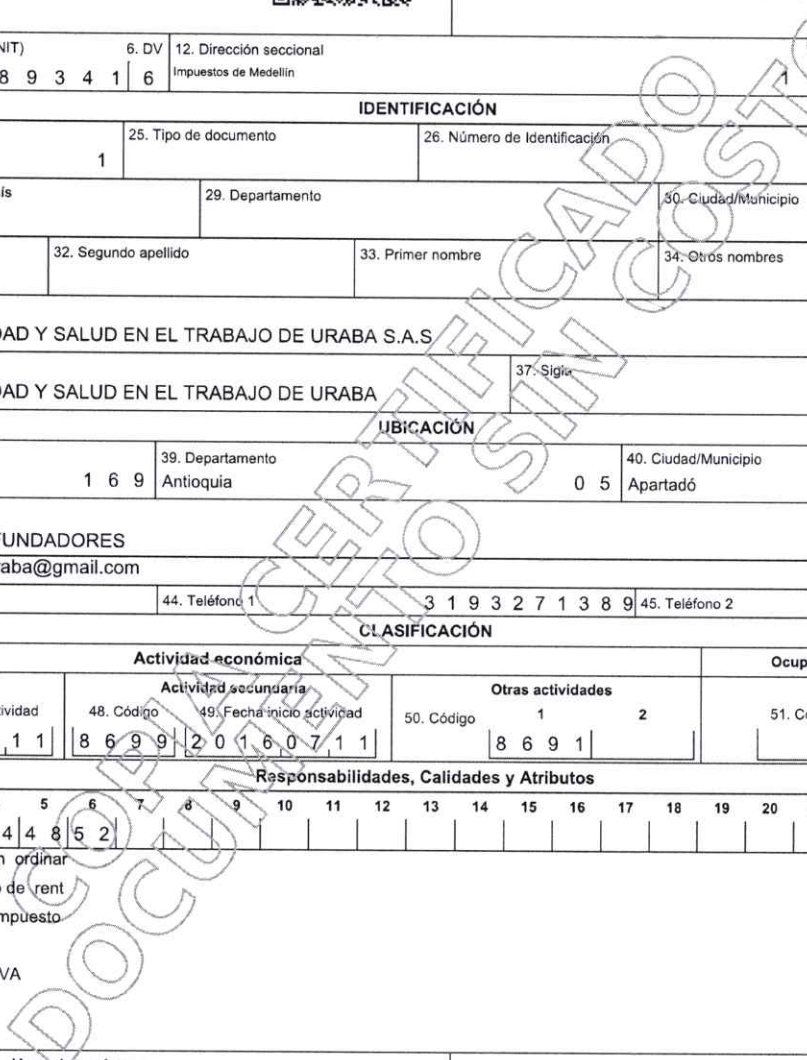 NIT) 6. DV 12. Dirección seccional
8 9 3 4 1 6 Impuestos de Medellín 1
IDENTIFICACIÓN
25. Tipo de documento 26. Número de Identificación
1
ís 29. Departamento 30. Ciudad/Municipio
32. Segundo apellido 33. Primer nombre 34. Otros nombres
DAD Y SALUD EN EL TRABAJO DE URABA S.A.S
37. Sigla
DAD Y SALUD EN EL TRABAJO DE URABA
UBICACIÓN
39. Departamento 40. Ciudad/Municipio
1 6 9 Antioquia 0 5 Apartadó
FUNDADORES
raba@gmail.com
44. Teléfono 1 3 1 9 3 2 7 1 3 8 9 45. Teléfono 2
CLASIFICACIÓN
Actividad económica Ocup
Actividad secundaria Otras actividades
tividad 48. Código 49. Fecha inicio actividad 50. Código 1 2 51. Có
1 1 8 6 9 9 2 0 1 6 0 7 1 1 8 6 9 1
Responsabilidades, Calidades y Atributos
5 6 7 8 9 10 11 12 13 14 15 16 17 18 19 20
4 4 8 5 2
n ordinar
o de rent
mpuesto
VA
COPIA CERTIFICADO
DOCUMENTO SIN COSTO